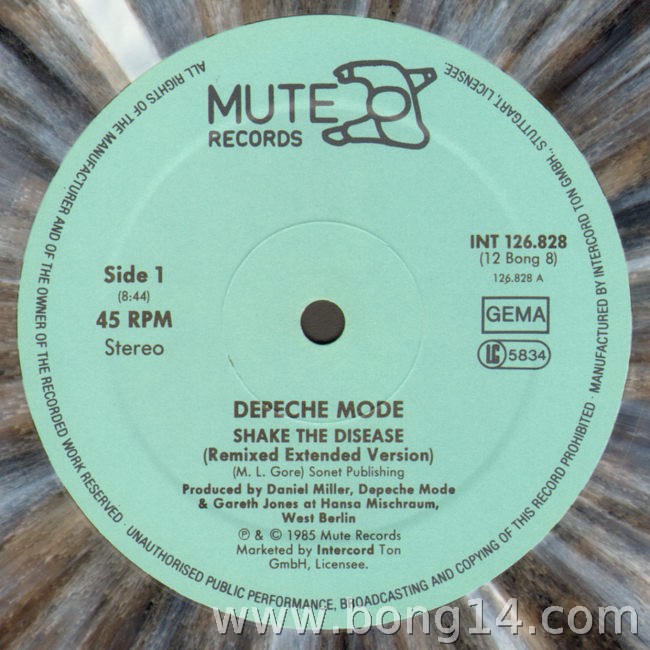 MUTE
RECORDS
ALL RIGHTS OF THE MANUFACTURER AND OF THE OWNER OF THE RECORDED WORK RESERVED · UNAUTHORISED PUBLIC PERFORMANCE, BROADCASTING AND COPYING OF THIS RECORD PROHIBITED · MANUFACTURED BY INTERCORD TON GMBH., STUTTGART, LICENSEE.
Side 1
(8:44)
45 RPM
Stereo
INT 126.828
(12 Bong 8)
126.828 A
GEMA
LC 5834
DEPECHE MODE
SHAKE THE DISEASE
(Remixed Extended Version)
(M. L. Gore) Sonet Publishing
Produced by Daniel Miller, Depeche Mode
& Gareth Jones at Hansa Mischraum,
West Berlin
℗ & © 1985 Mute Records
Marketed by Intercord Ton
GmbH, Licensee.
www.bong14.com